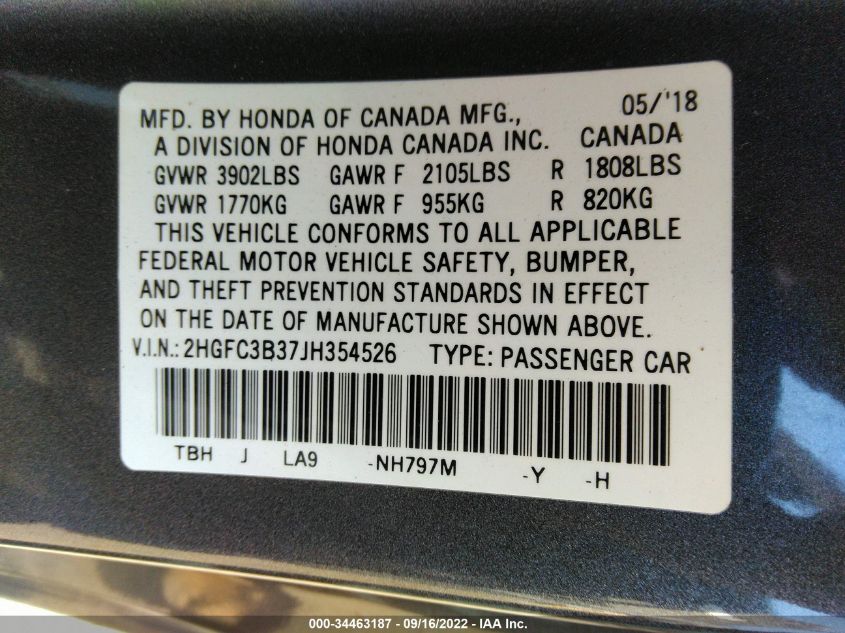 MFD. BY HONDA OF CANADA MFG., 05/'18
A DIVISION OF HONDA CANADA INC. CANADA
GVWR 3902LBS GAWR F 2105LBS R 1808LBS
GVWR 1770KG GAWR F 955KG R 820KG
THIS VEHICLE CONFORMS TO ALL APPLICABLE
FEDERAL MOTOR VEHICLE SAFETY, BUMPER,
AND THEFT PREVENTION STANDARDS IN EFFECT
ON THE DATE OF MANUFACTURE SHOWN ABOVE.
V.I.N.: 2HGFC3B37JH354526 TYPE: PASSENGER CAR
TBH J LA9 -NH797M -Y -H
000-34463187 - 09/16/2022 - IAA Inc.